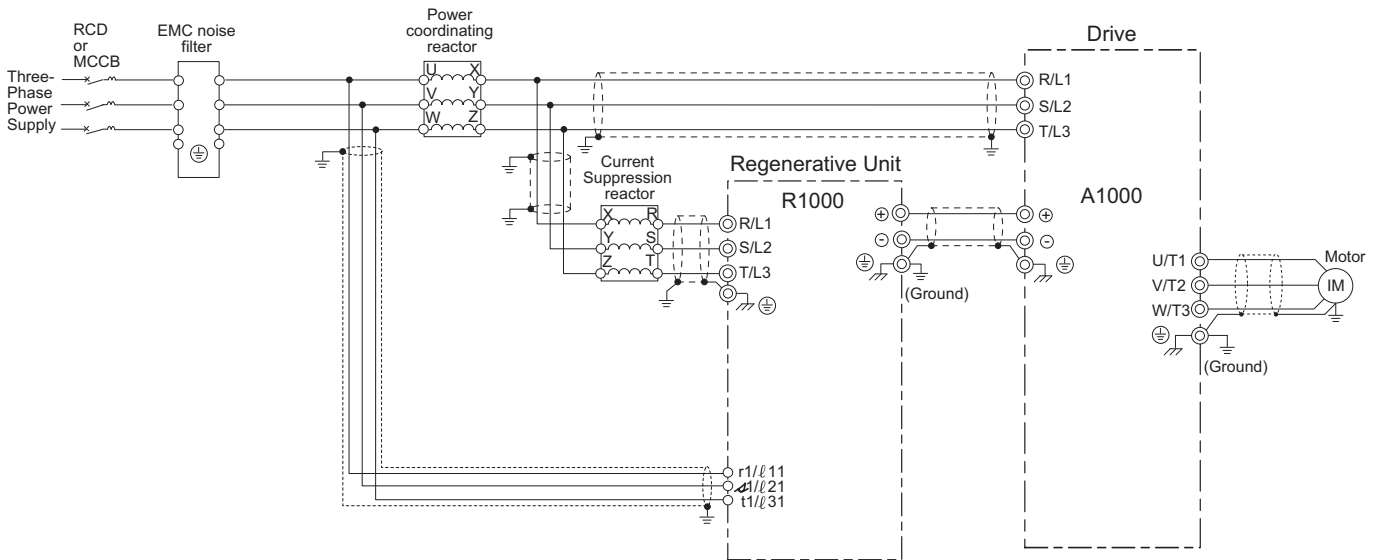 RCD
or
MCCB
EMC noise
filter
Power
coordinating
reactor
Drive
Three-
Phase
Power
Supply
U X
V Y
W Z
R/L1
S/L2
T/L3
Current
Suppression
reactor
Regenerative Unit
R1000
A1000
X R
Y S
Z T
R/L1
S/L2
T/L3
+ +
- -
(Ground)
U/T1
V/T2
W/T3
Motor
IM
(Ground)
r1/ℓ11
s1/ℓ21
t1/ℓ31